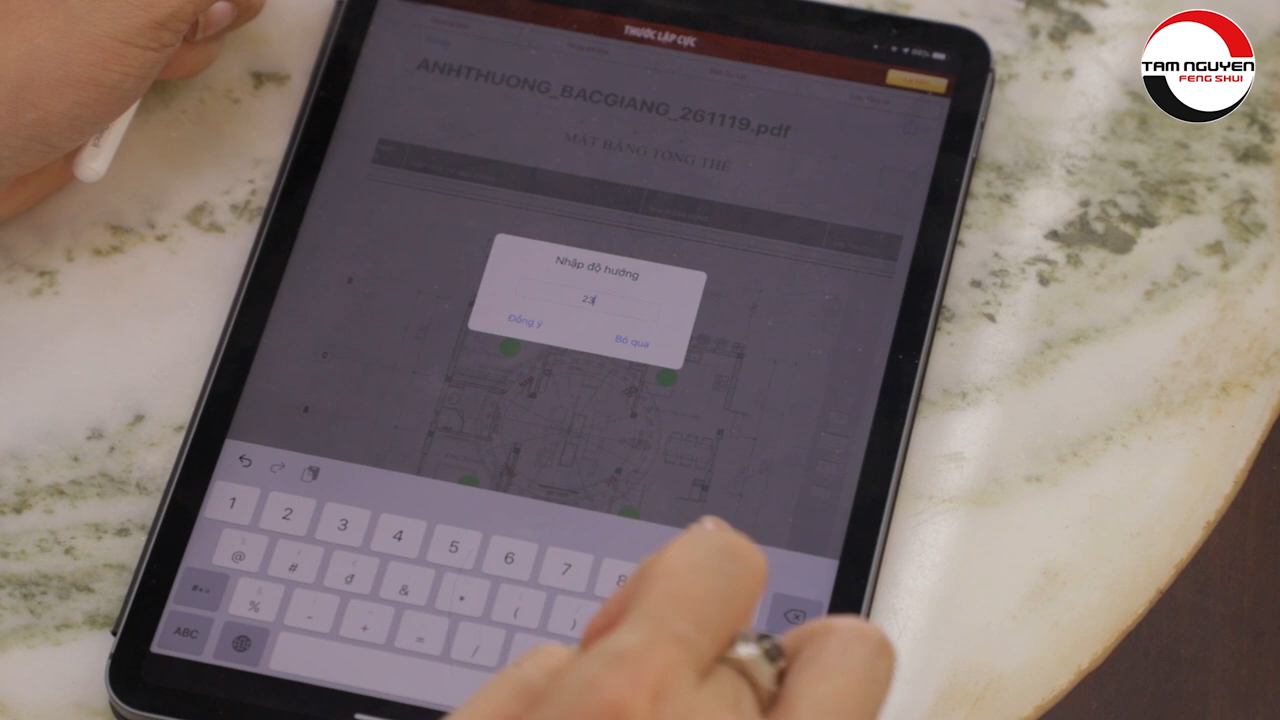 THƯỚC LẬP CỰC
ANHTHUONG_BACGIANG_261119.pdf
MẶT BẰNG TỔNG THỂ
TAM NGUYEN
FENG SHUI
Nhập độ hướng
23
Đồng ý
Bỏ qua
1 2 3 4 5 6 7 8
@ # ₫ & * ( )
#+=
% - + = /
ABC